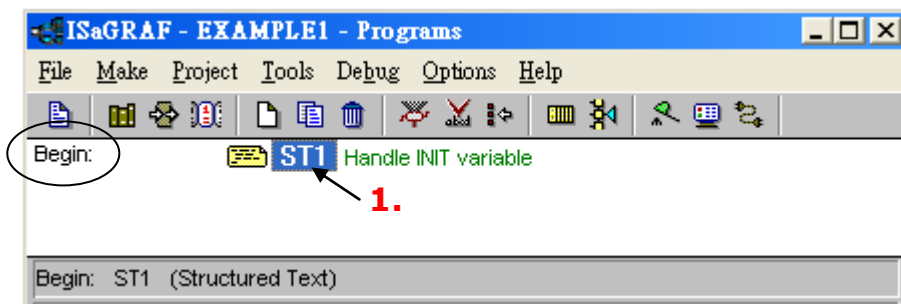 ISaGRAF - EXAMPLE1 - Programs
File Make Project Tools Debug Options Help
Begin: ST1 Handle INIT variable
1.
Begin: ST1 (Structured Text)